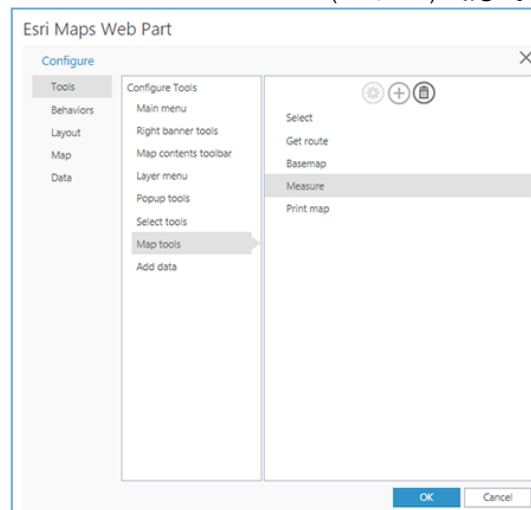 Esri Maps Web Part
Configure
Tools
Behaviors
Layout
Map
Data
Configure Tools
Main menu
Right banner tools
Map contents toolbar
Layer menu
Popup tools
Select tools
Map tools
Add data
Select
Get route
Basemap
Measure
Print map
OK
Cancel